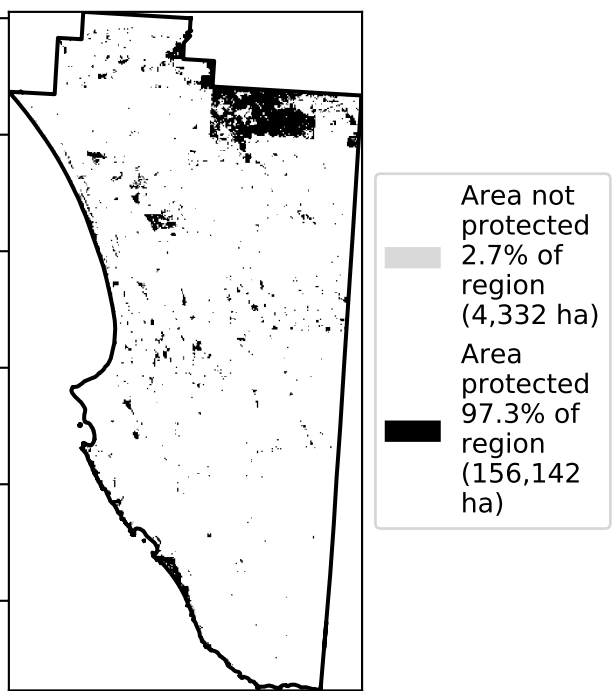 Area not
protected
2.7% of
region
(4,332 ha)
Area
protected
97.3% of
region
(156,142
ha)